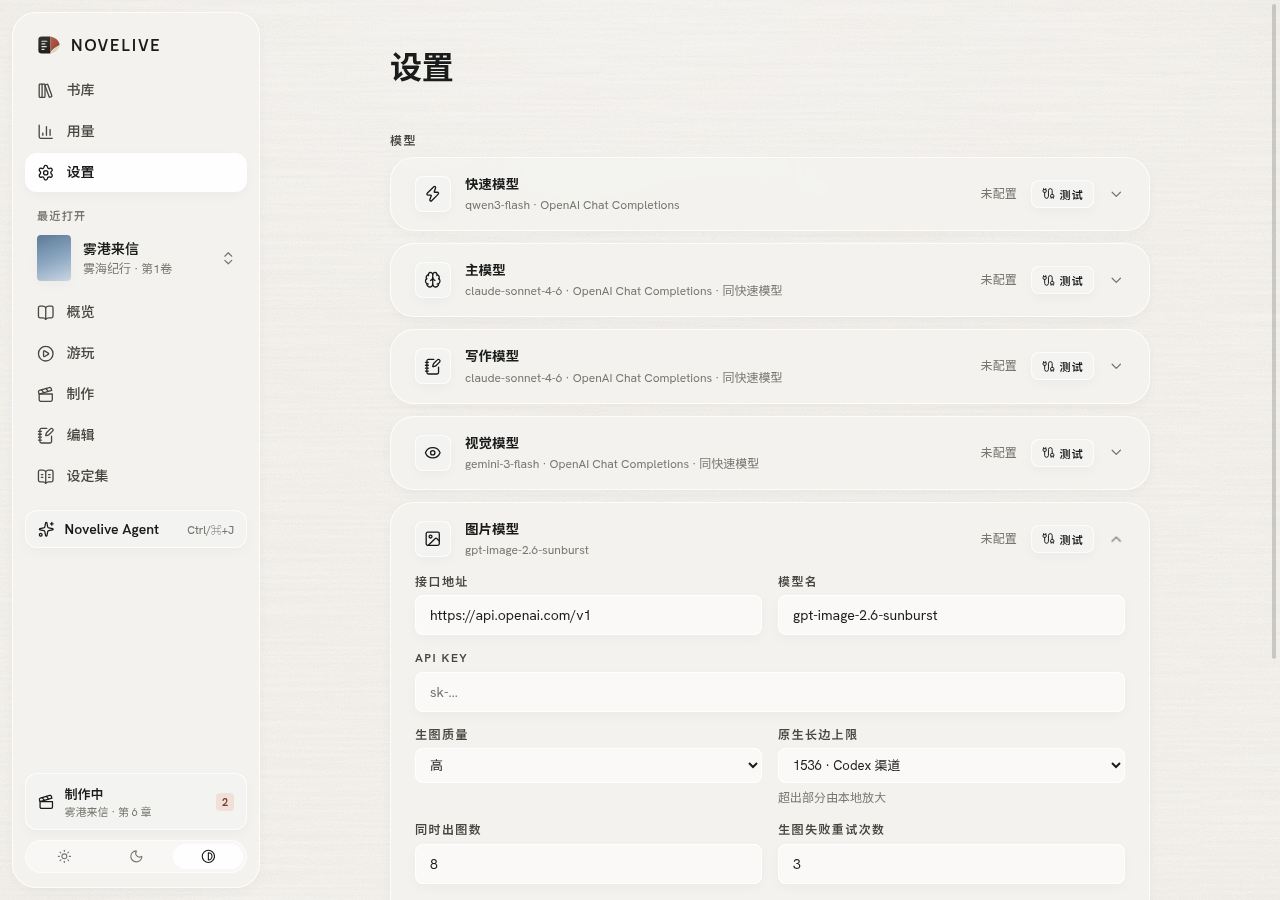 NOVELIVE
书库
用量
设置
最近打开
雾港来信
雾海纪行 · 第1卷
概览
游玩
制作
编辑
设定集
Novelive Agent
Ctrl/⌘+J
制作中
雾港来信 · 第 6 章
2
设置
模型
快速模型
qwen3-flash · OpenAI Chat Completions
未配置
测试
主模型
claude-sonnet-4-6 · OpenAI Chat Completions · 同快速模型
未配置
测试
写作模型
claude-sonnet-4-6 · OpenAI Chat Completions · 同快速模型
未配置
测试
视觉模型
gemini-3-flash · OpenAI Chat Completions · 同快速模型
未配置
测试
图片模型
gpt-image-2.6-sunburst
未配置
测试
接口地址
模型名
https://api.openai.com/v1
gpt-image-2.6-sunburst
API KEY
sk-...
生图质量
原生长边上限
高
1536 · Codex 渠道
超出部分由本地放大
同时出图数
生图失败重试次数
8
3